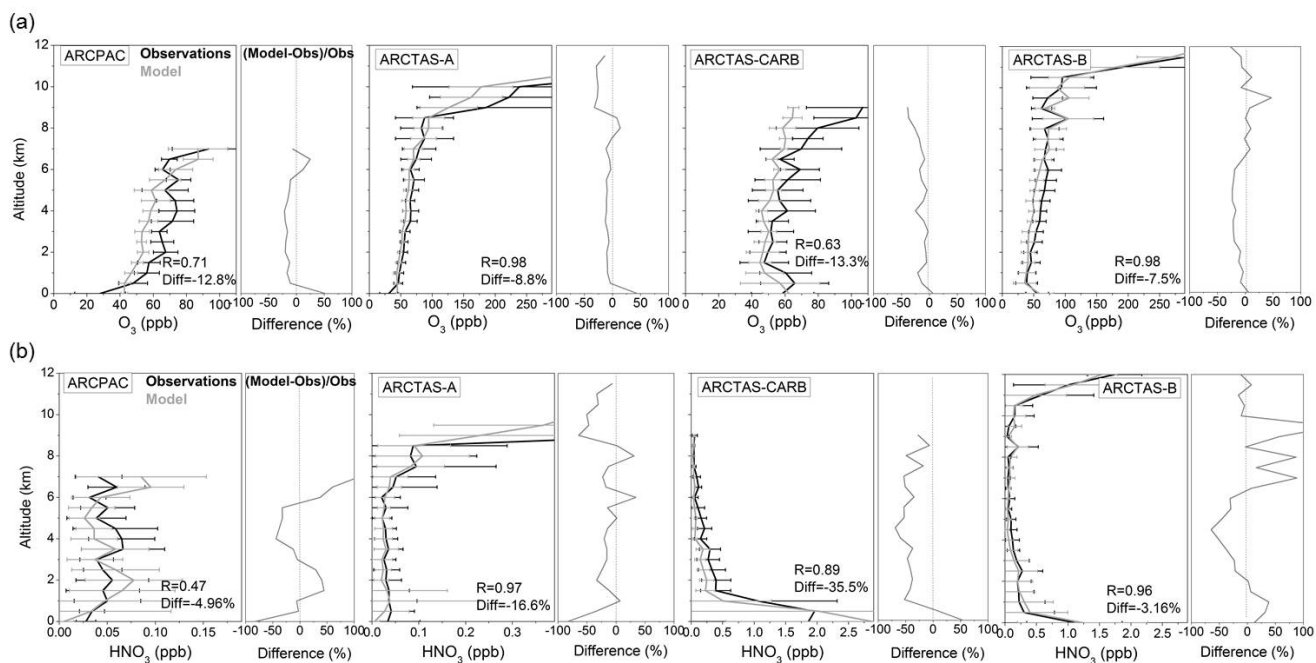 (a)
ARCPAC Observations (Model-Obs)/Obs ARCTAS-A ARCTAS-CARB ARCTAS-B
Model
12
10
8
6
4
2
0
Altitude (km)
R=0.71
Diff=-12.8%
R=0.98
Diff=-8.8%
R=0.63
Diff=-13.3%
R=0.98
Diff=-7.5%
0 50 100 -100 -50 0 50 100 50 100 150 200 250 -100 -50 0 50 100 0 20 40 60 80 100 -100 -50 0 50 100 0 50 100 150 200 250 -100 -50 0 50 100
O₃ (ppb) Difference (%) O₃ (ppb) Difference (%) O₃ (ppb) Difference (%) O₃ (ppb) Diference (%)
(b)
ARCPAC Observations (Model-Obs)/Obs ARCTAS-A ARCTAS-CARB ARCTAS-B
Model
12
10
8
6
4
2
0
Altitude (km)
R=0.47
Diff=-4.96%
R=0.97
Diff=-16.6%
R=0.89
Diff=-35.5%
R=0.96
Diff=-3.16%
0.00 0.05 0.10 0.15 -100 0 100 0.0 0.1 0.2 0.3 -100 -50 0 50 100 0.0 0.5 1.0 1.5 2.0 2.5 -100 -50 0 50 100 0.0 0.5 1.0 1.5 2.0 2.5 -100 -50 0 50 100
HNO₃ (ppb) Difference (%) HNO₃ (ppb) Difference (%) HNO₃ (ppb) Difference (%) HNO₃ (ppb) Difference (%)